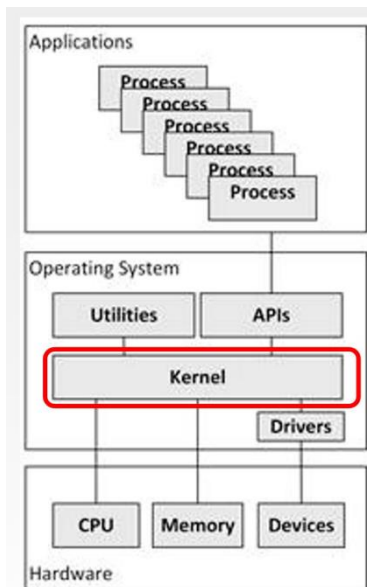 Applications
Process
Process
Process
Process
Process
Process
Operating System
Utilities APIs
Kernel
Drivers
CPU Memory Devices
Hardware